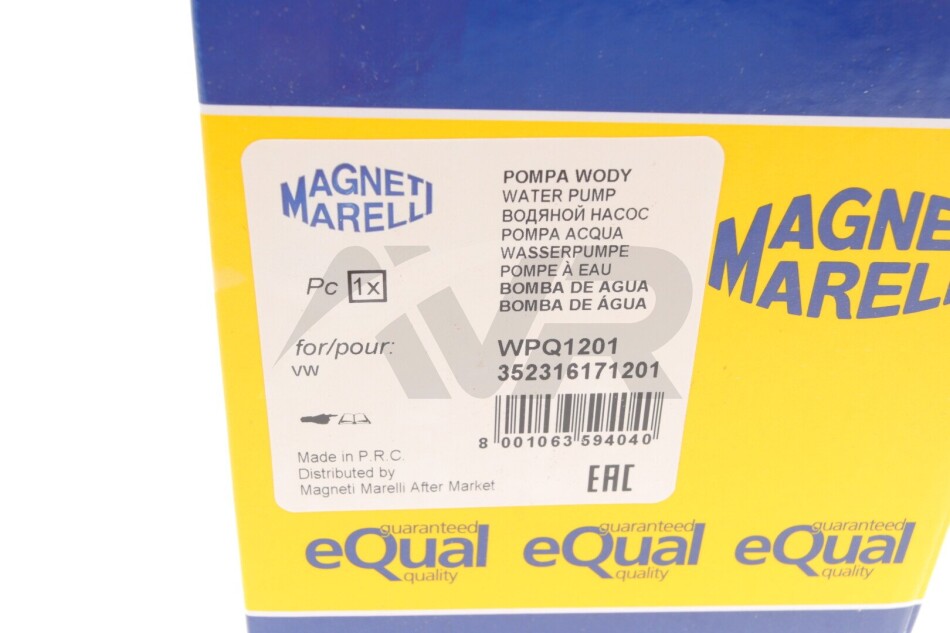 MAGNETI
MARELLI
Pc 1x
for/pour:
VW
POMPA WODY
WATER PUMP
ВОДЯНОЙ НАСОС
POMPA ACQUA
WASSERPUMPE
POMPE À EAU
BOMBA DE AGUA
BOMBA DE ÁGUA
WPQ1201
352316171201
8 001063 594040
Made in P.R.C.
Distributed by
Magneti Marelli After Market
EAC
MAGNE
MARELL
guaranteed
eQual
quality
guaranteed
eQual
quality
guaranteed
eQual
quality